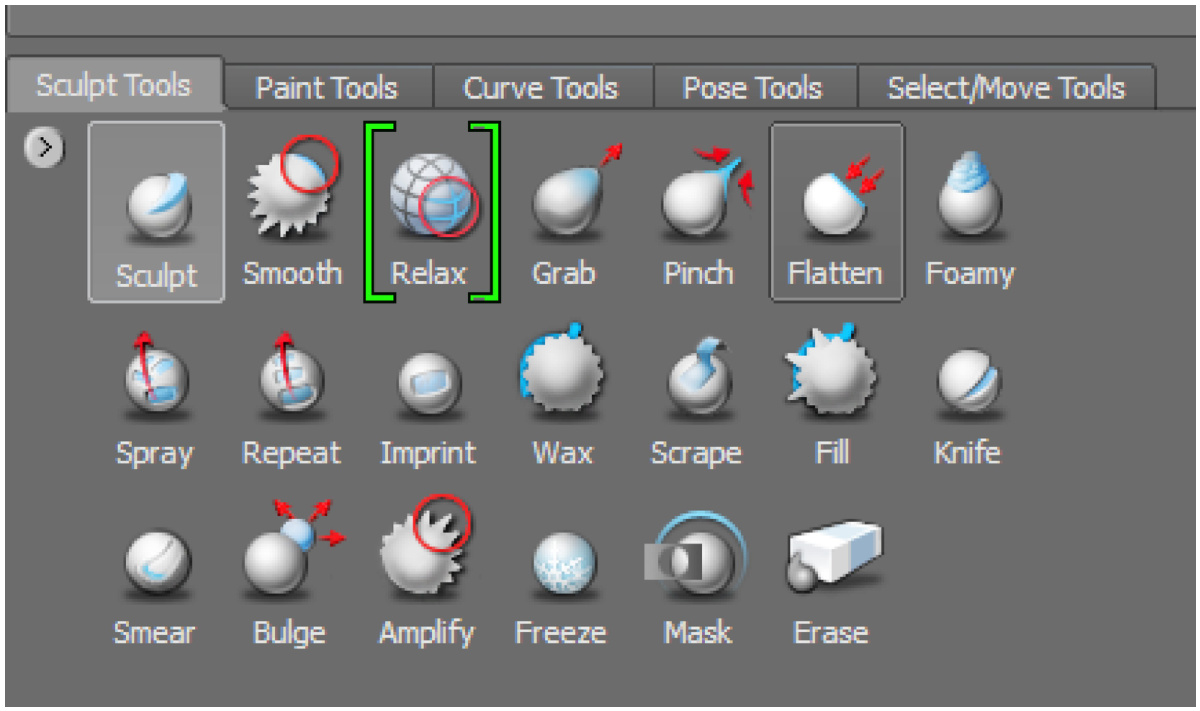 Sculpt Tools Paint Tools Curve Tools Pose Tools Select/Move Tools
Sculpt Smooth Relax Grab Pinch Flatten Foamy
Spray Repeat Imprint Wax Scrape Fill Knife
Smear Bulge Amplify Freeze Mask Erase